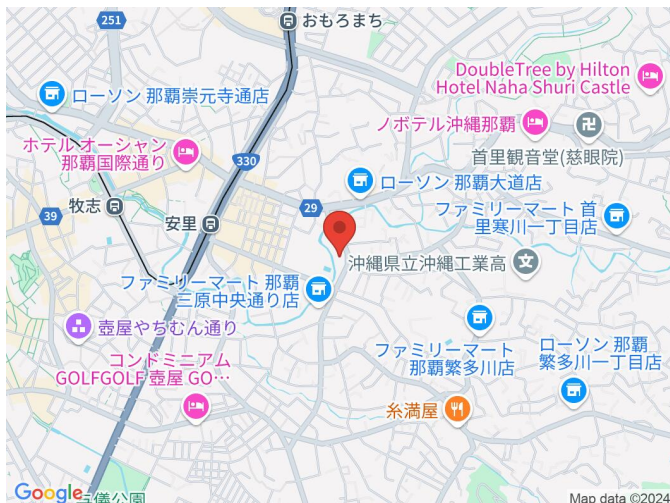 251
おもろまち
DoubleTree by Hilton
Hotel Naha Shuri Castle
ローソン 那覇崇元寺通店
ノボテル沖縄那覇
ホテル オーシャン
那覇国際通り
330
首里観音堂(慈眼院)
ローソン 那覇大道店
39
牧志
安里
29
ファミリーマート 首
里寒川一丁目店
沖縄県立沖縄工業高
ファミリーマート 那覇
三原中央通り店
壺屋やちむん通り
コンドミニアム
GOLFGOLF 壺屋 GO…
ファミリーマート
那覇繁多川店
ローソン 那覇
繁多川一丁目店
糸満屋
Google
儀公園
Map data ©2024